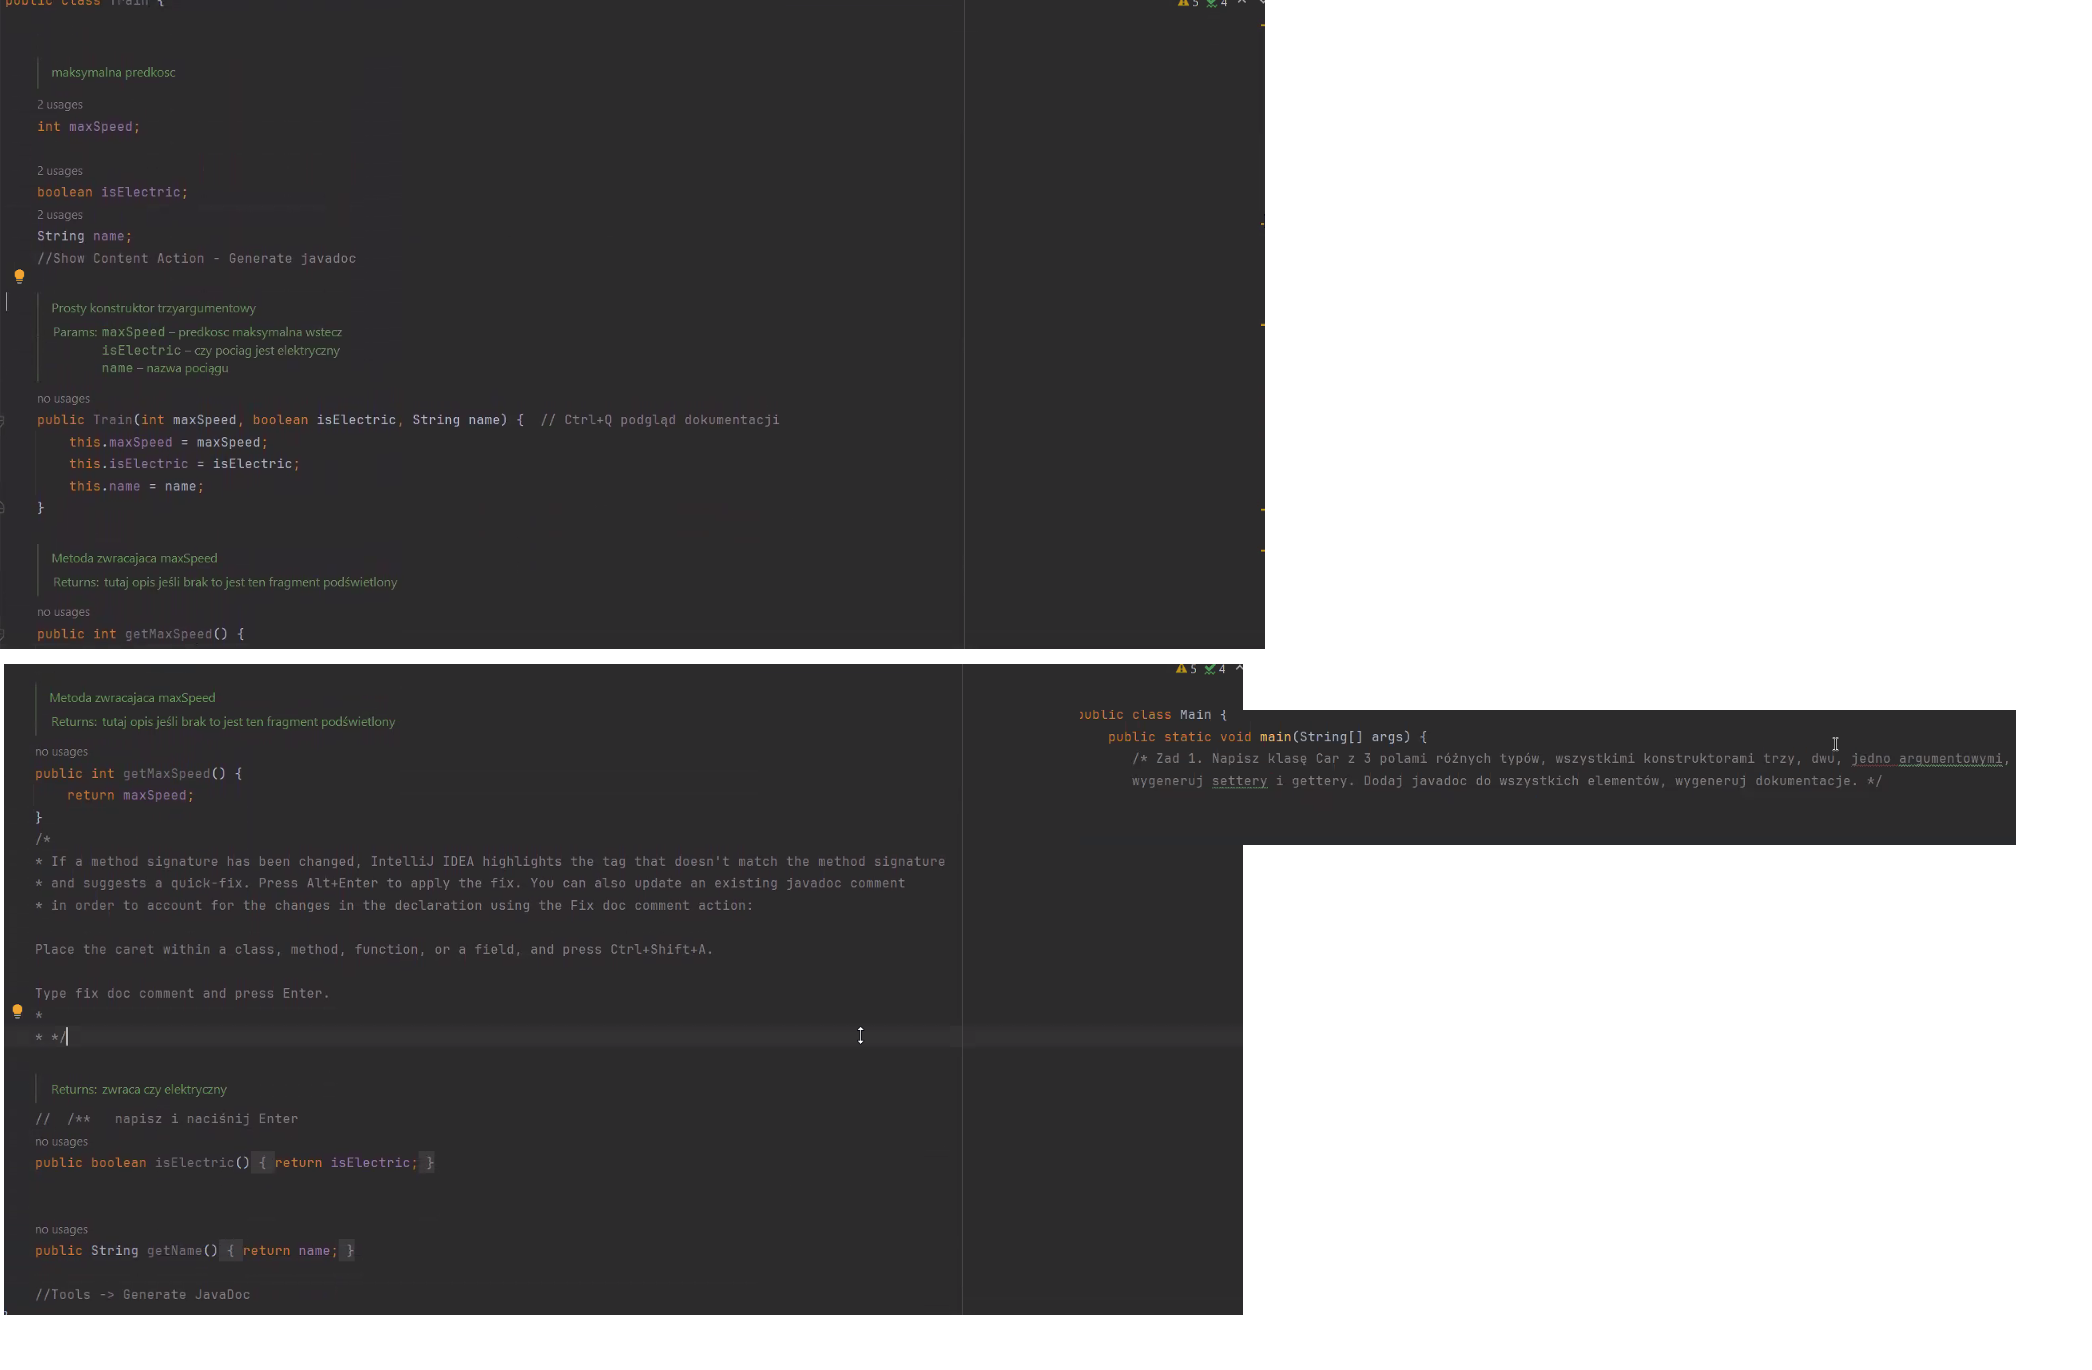 public class Train {
5 4
maksymalna predkosc
2 usages
int maxSpeed;
2 usages
boolean isElectric;
2 usages
String name;
//Show Content Action - Generate javadoc
Prosty konstruktor trzyargumentowy
Params: maxSpeed – predkosc maksymalna wstecz
isElectric – czy pociag jest elektryczny
name – nazwa pociągu
no usages
public Train(int maxSpeed, boolean isElectric, String name) { // Ctrl+Q podgląd dokumentacji
this.maxSpeed = maxSpeed;
this.isElectric = isElectric;
this.name = name;
}
Metoda zwracajaca maxSpeed
Returns: tutaj opis jeśli brak to jest ten fragment podświetlony
no usages
public int getMaxSpeed() {
5 4
Metoda zwracajaca maxSpeed
Returns: tutaj opis jeśli brak to jest ten fragment podświetlony
no usages
public int getMaxSpeed() {
return maxSpeed;
}
/*
* If a method signature has been changed, IntelliJ IDEA highlights the tag that doesn't match the method signature
* and suggests a quick-fix. Press Alt+Enter to apply the fix. You can also update an existing javadoc comment
* in order to account for the changes in the declaration using the Fix doc comment action:
Place the caret within a class, method, function, or a field, and press Ctrl+Shift+A.
Type fix doc comment and press Enter.
*
* */
Returns: zwraca czy elektryczny
// /** napisz i naciśnij Enter
no usages
public boolean isElectric() { return isElectric; }
no usages
public String getName() { return name; }
//Tools -> Generate JavaDoc
public class Main {
public static void main(String[] args) {
/* Zad 1. Napisz klasę Car z 3 polami różnych typów, wszystkimi konstruktorami trzy, dwu, jedno argumentowymi,
wygeneruj settery i gettery. Dodaj javadoc do wszystkich elementów, wygeneruj dokumentacje. */